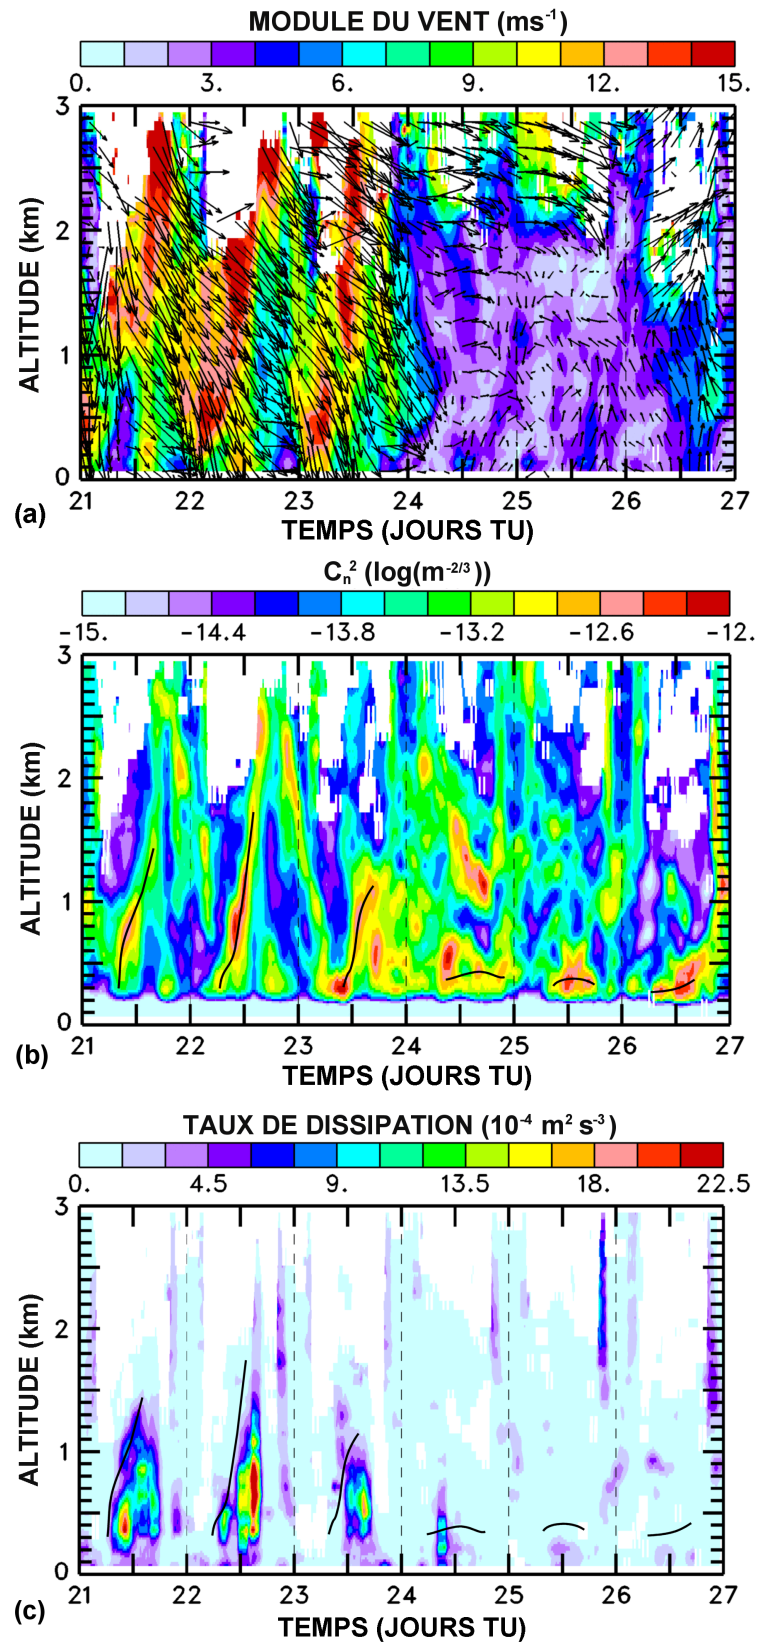 MODULE DU VENT (ms⁻¹)
0. 3. 6. 9. 12. 15.
3
2
1
0
ALTITUDE (km)
21 22 23 24 25 26 27
(a)
TEMPS (JOURS TU)
Cₙ² (log(m⁻²/³))
−15. −14.4 −13.8 −13.2 −12.6 −12.
3
2
1
0
ALTITUDE (km)
21 22 23 24 25 26 27
(b)
TEMPS (JOURS TU)
TAUX DE DISSIPATION (10⁻⁴ m² s⁻³)
0. 4.5 9. 13.5 18. 22.5
3
2
1
0
ALTITUDE (km)
21 22 23 24 25 26 27
(c)
TEMPS (JOURS TU)